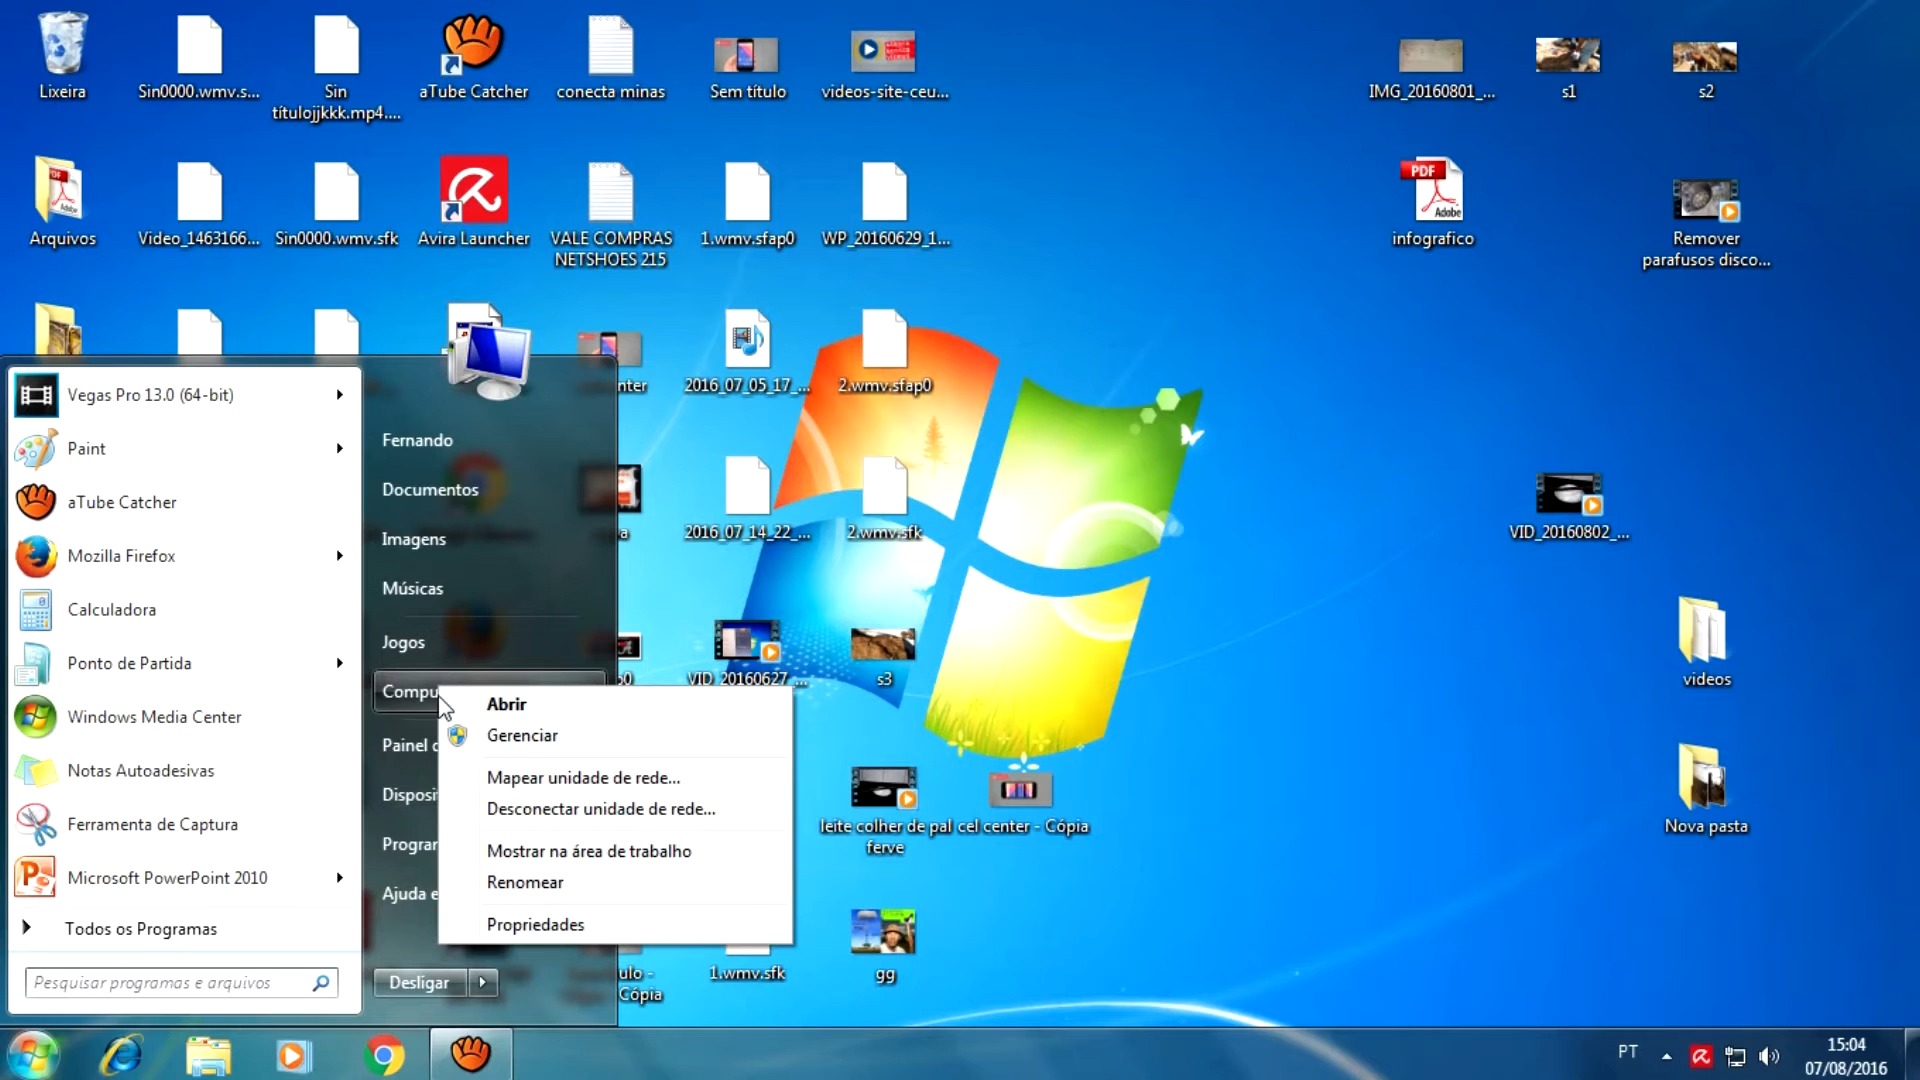 Lixeira
Sin0000.wmv.s...
Sin
títulojjkkk.mp4....
aTube Catcher
conecta minas
Sem título
videos-site-ceu...
IMG_20160801_...
s1
s2
Arquivos
Video_1463166...
Sin0000.wmv.sfk
Avira Launcher
VALE COMPRAS
NETSHOES 215
1.wmv.sfap0
WP_20160629_1...
PDF
Adobe
infografico
Remover
parafusos disco...
nter
2016_07_05_17_...
2.wmv.sfap0
2016_07_14_22_...
2.wmv.sfk
VID_20160802_...
VID_20160627_...
s3
videos
leite colher de pal
ferve
cel center - Cópia
Nova pasta
ulo -
Cópia
1.wmv.sfk
gg
Vegas Pro 13.0 (64-bit)
Paint
aTube Catcher
Mozilla Firefox
Calculadora
Ponto de Partida
Windows Media Center
Notas Autoadesivas
Ferramenta de Captura
Microsoft PowerPoint 2010
Todos os Programas
Pesquisar programas e arquivos
Fernando
Documentos
Imagens
Músicas
Jogos
Compu
Painel
Disposi
Progra
Ajuda e
Desligar
Abrir
Gerenciar
Mapear unidade de rede...
Desconectar unidade de rede...
Mostrar na área de trabalho
Renomear
Propriedades
PT
15:04
07/08/2016